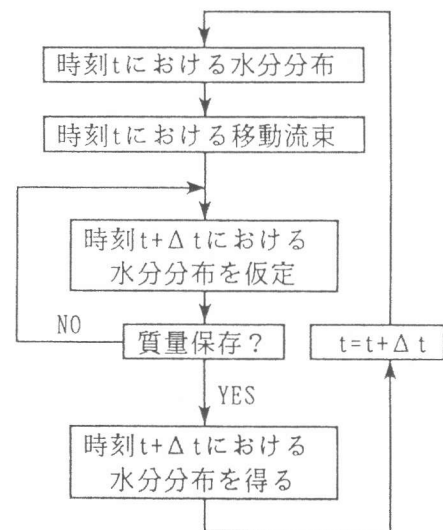 時刻tにおける水分分布
時刻tにおける移動流束
時刻t+Δtにおける
水分分布を仮定
NO
質量保存？
t=t+Δt
YES
時刻t+Δtにおける
水分分布を得る